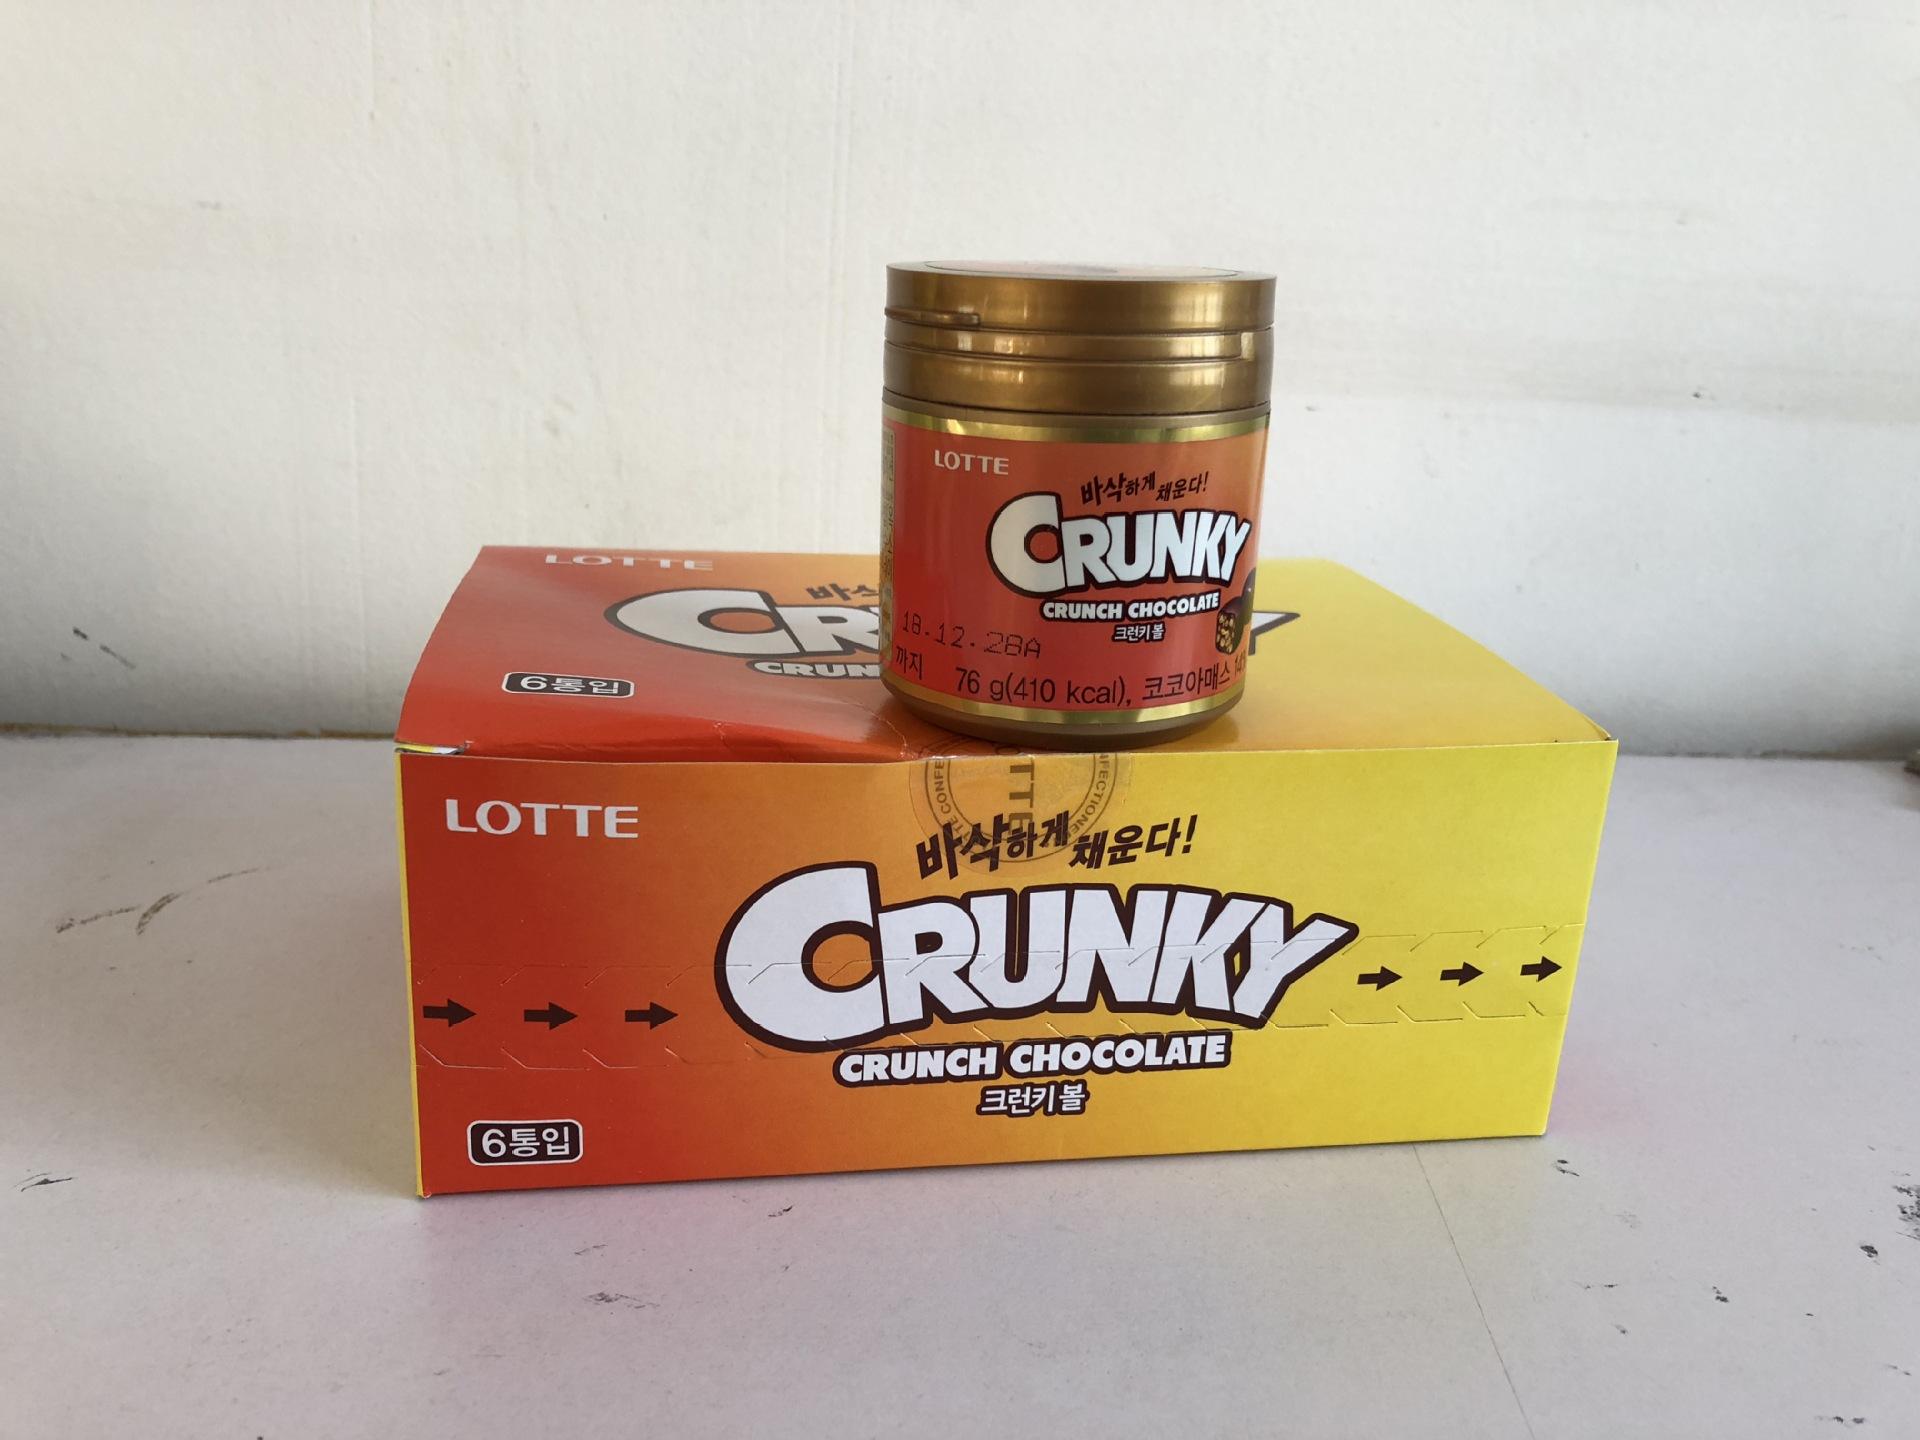 LOTTE
바삭하게 채운다!
CRUNKY
CRUNCH CHOCOLATE
크런키 볼
18.12.28A
까지
76 g(410 kcal), 코코아매스 14%
LOTTE
6통입
LOTTE
바삭하게 채운다!
CRUNKY
CRUNCH CHOCOLATE
크런키 볼
6통입